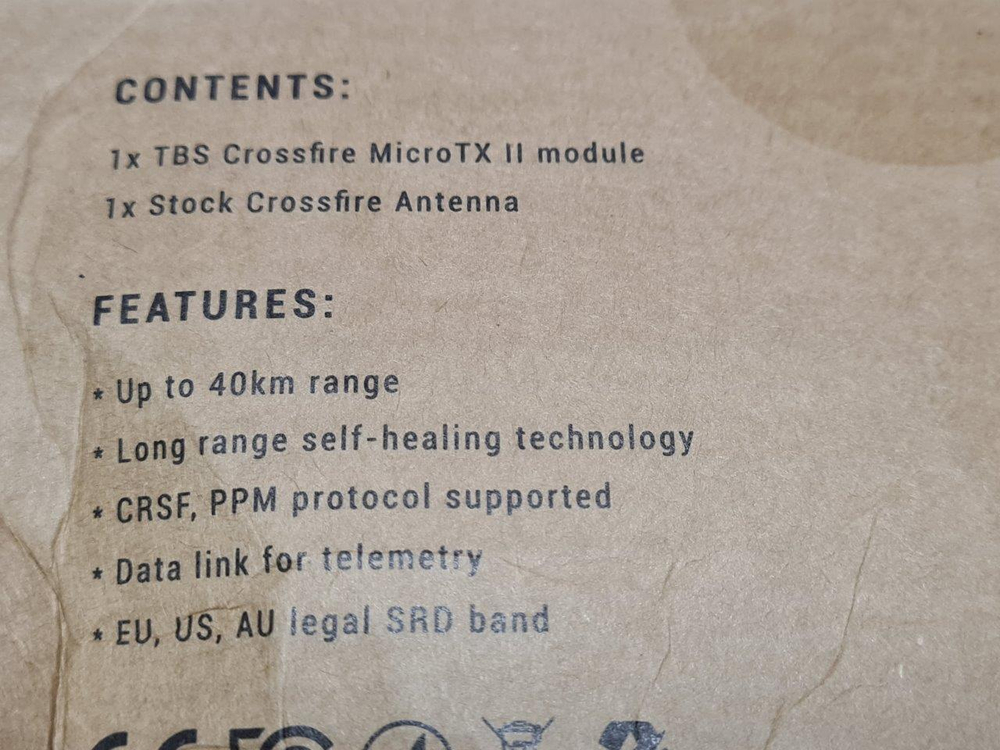 CONTENTS:
1x TBS Crossfire MicroTX II module
1x Stock Crossfire Antenna
FEATURES:
* Up to 40km range
* Long range self-healing technology
* CRSF, PPM protocol supported
* Data link for telemetry
* EU, US, AU legal SRD band